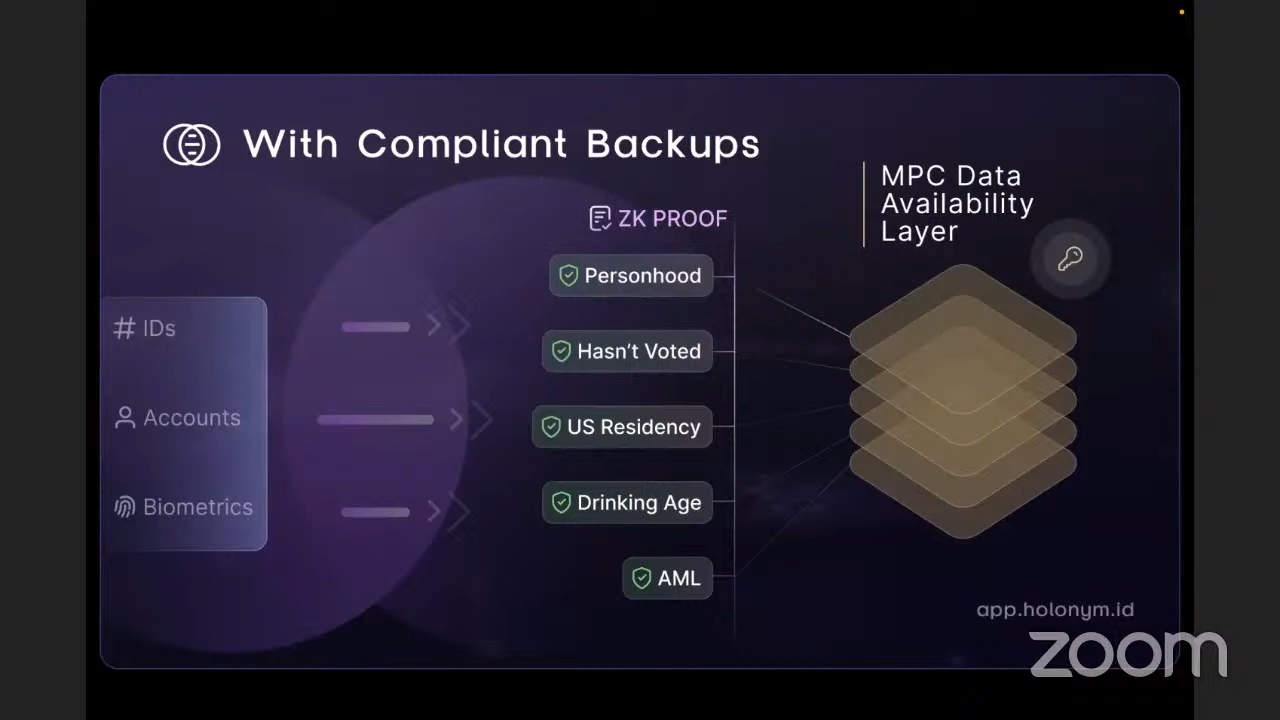 With Compliant Backups
MPC Data
Availability
Layer
ZK PROOF
Personhood
# IDs
Hasn't Voted
Accounts
US Residency
Biometrics
Drinking Age
AML
app.holonym.id
zoom